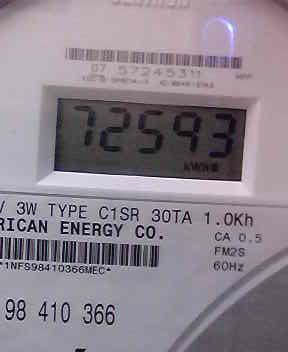 07 57245311
72593
KWH
V 3W TYPE C1SR 30TA 1.0Kh
RICAN ENERGY CO.
CA 0.5
FM2S
60Hz
*1NFS98410366MEC*
98 410 366